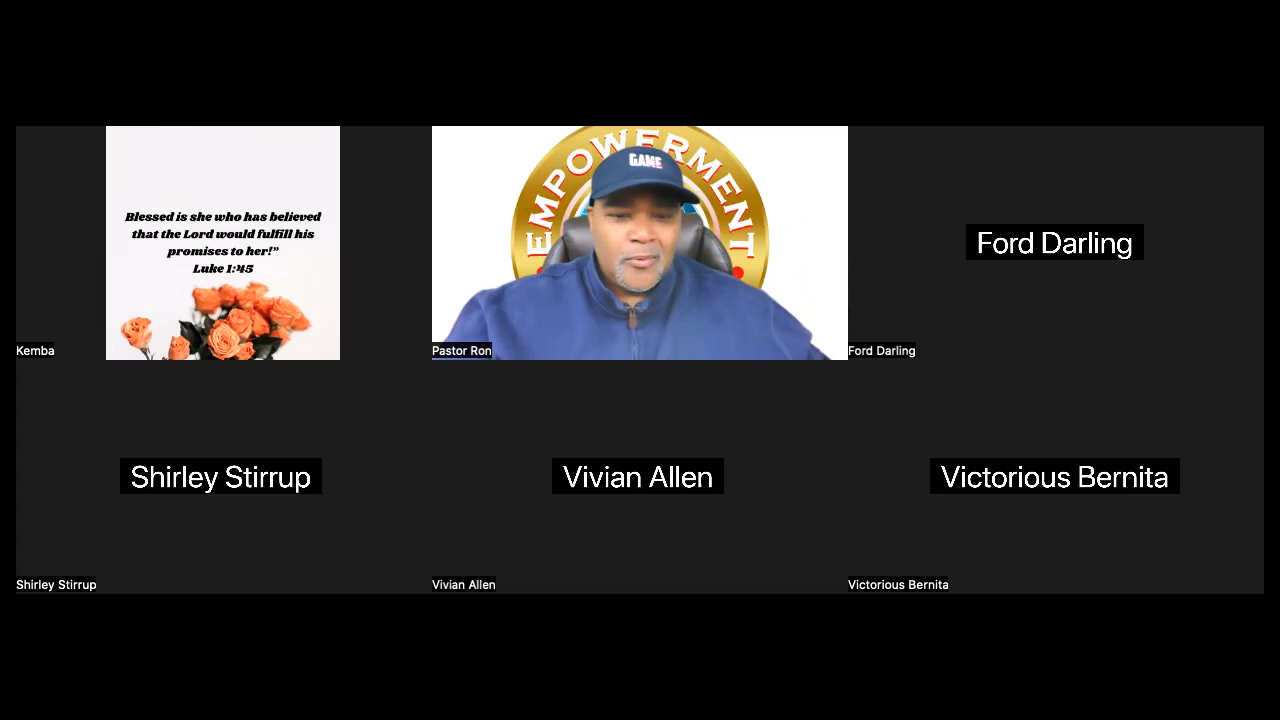 Blessed is she who has believed
that the Lord would fulfill his
promises to her!”
Luke 1:45
Kemba
EMPOWERMENT
GAME
Pastor Ron
Ford Darling
Ford Darling
Shirley Stirrup
Shirley Stirrup
Vivian Allen
Vivian Allen
Victorious Bernita
Victorious Bernita